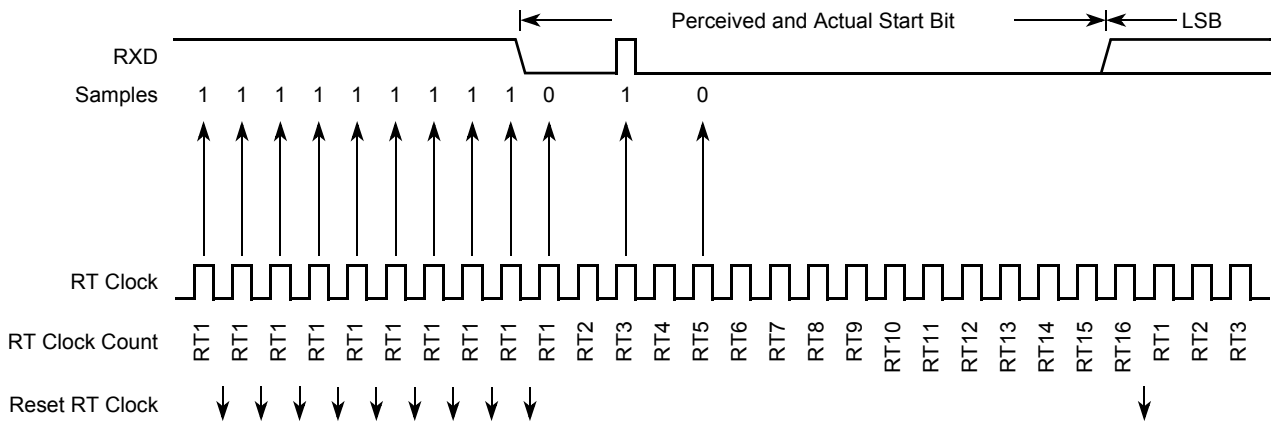 Perceived and Actual Start Bit LSB
RXD
Samples 1 1 1 1 1 1 1 1 1 0 1 0
RT Clock
RT Clock Count RT1 RT1 RT1 RT1 RT1 RT1 RT1 RT1 RT1 RT1 RT2 RT3 RT4 RT5 RT6 RT7 RT8 RT9 RT10 RT11 RT12 RT13 RT14 RT15 RT16 RT1 RT2 RT3
Reset RT Clock